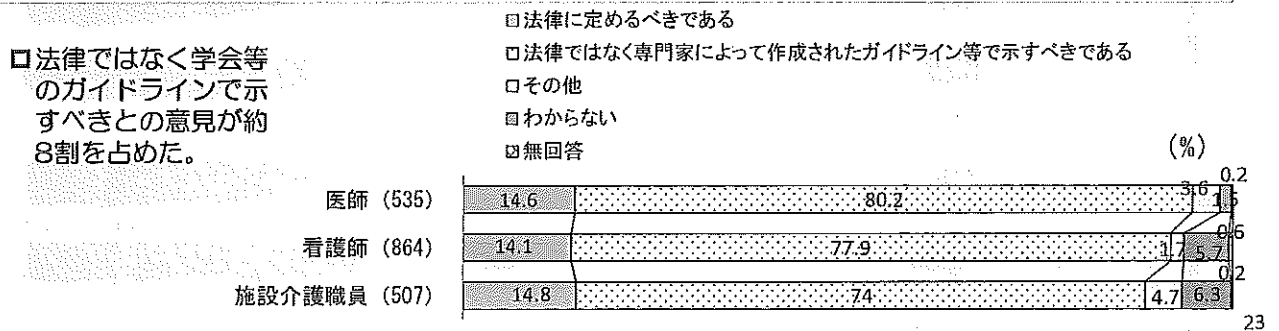 法律ではなく学会等
のガイドラインで示
すべきとの意見が約
8割を占めた。
法律に定めるべきである
法律ではなく専門家によって作成されたガイドライン等で示すべきである
その他
わからない
無回答
(%)
医師 (535) 14.6 80.2 3.6 1.5 0.2
看護師 (864) 14.1 77.9 1.7 5.7 0.6
施設介護職員 (507) 14.8 74 4.7 6.3 0.2
23